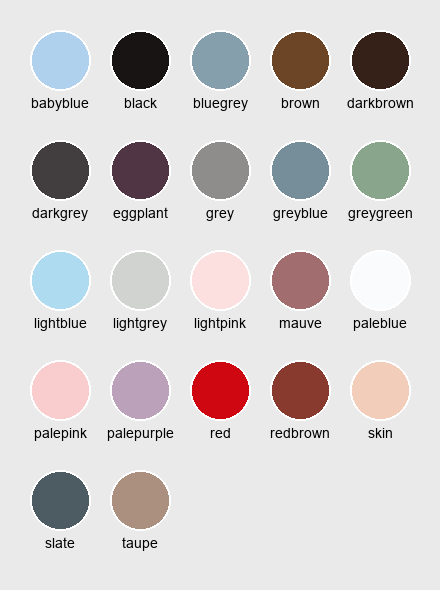 babyblue black bluegrey brown darkbrown
darkgrey eggplant grey greyblue greygreen
lightblue lightgrey lightpink mauve paleblue
palepink palepurple red redbrown skin
slate taupe